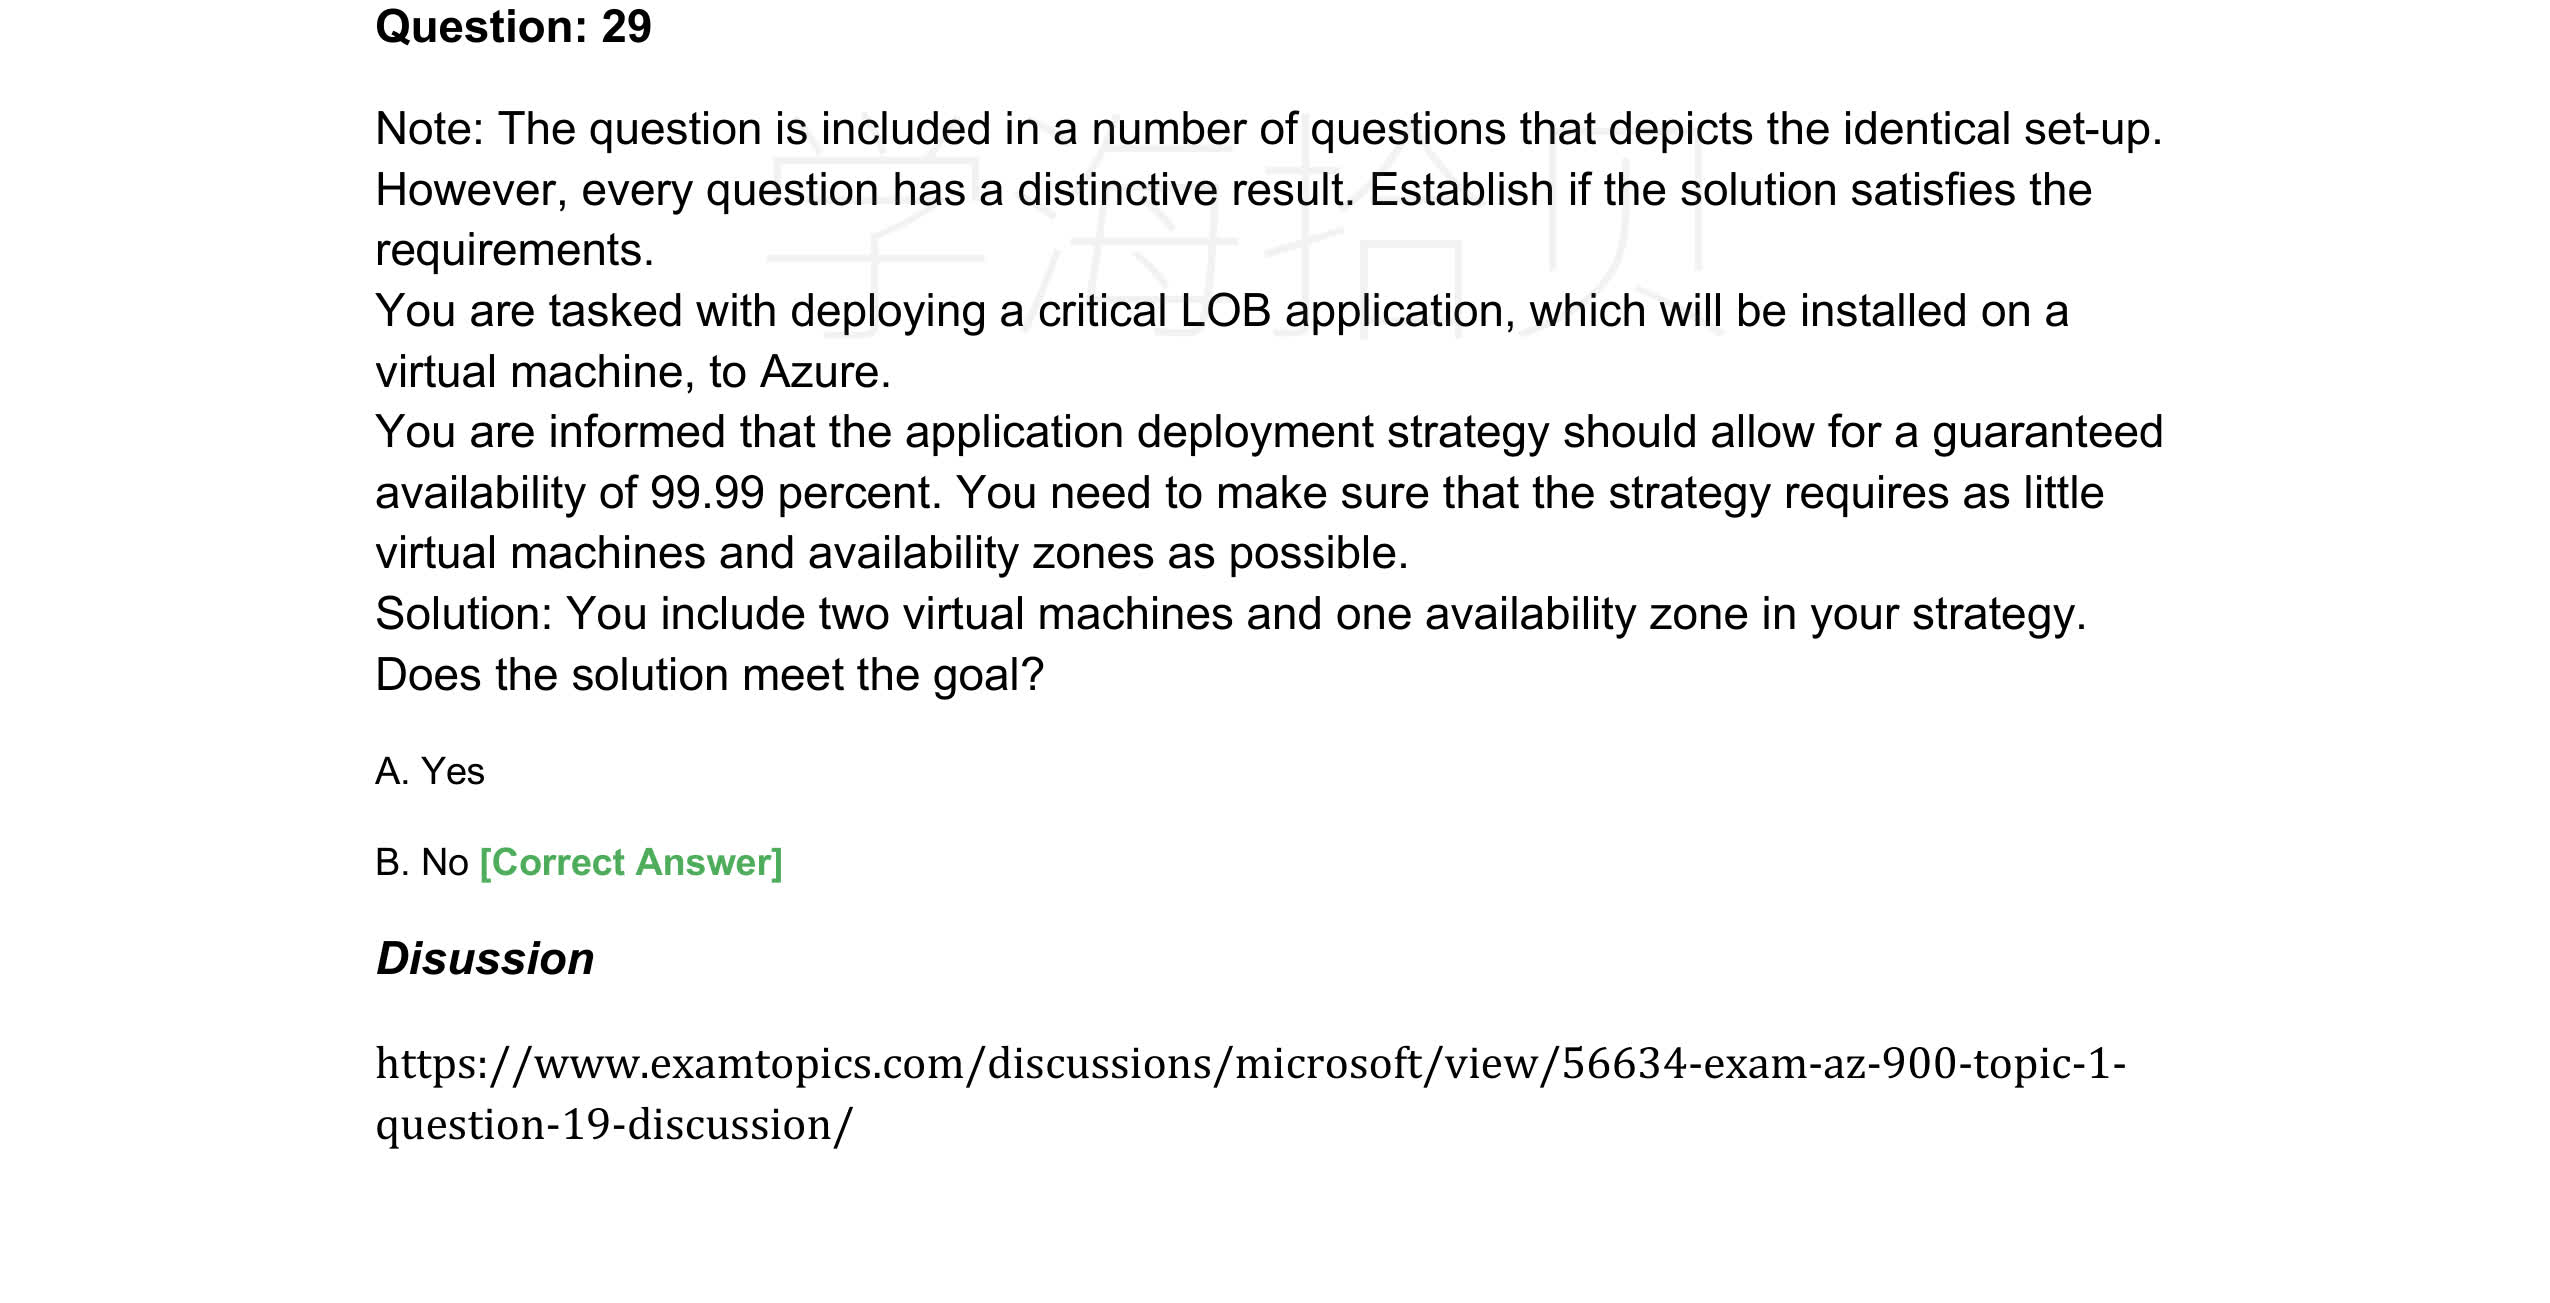 Question: 29
Note: The question is included in a number of questions that depicts the identical set-up.
However, every question has a distinctive result. Establish if the solution satisfies the
requirements.
You are tasked with deploying a critical LOB application, which will be installed on a
virtual machine, to Azure.
You are informed that the application deployment strategy should allow for a guaranteed
availability of 99.99 percent. You need to make sure that the strategy requires as little
virtual machines and availability zones as possible.
Solution: You include two virtual machines and one availability zone in your strategy.
Does the solution meet the goal?
A. Yes
B. No [Correct Answer]
Disussion
https://www.examtopics.com/discussions/microsoft/view/56634-exam-az-900-topic-1-
question-19-discussion/
学海拾贝